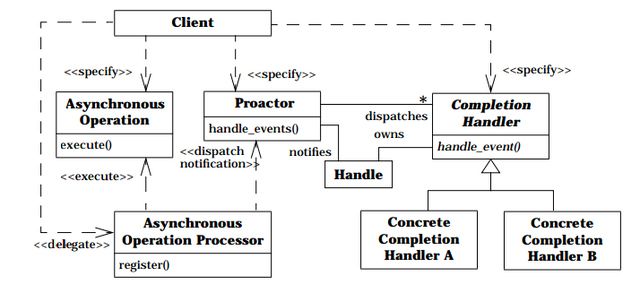 Client
<<specify>>
<<specify>>
<<specify>>
Asynchronous
Operation
execute()
Proactor
handle_events()
*
dispatches
owns
Completion
Handler
handle_event()
<<dispatch
notification>>
notifies
Handle
<<execute>>
Asynchronous
Operation Processor
register()
<<delegate>>
Concrete
Completion
Handler A
Concrete
Completion
Handler B